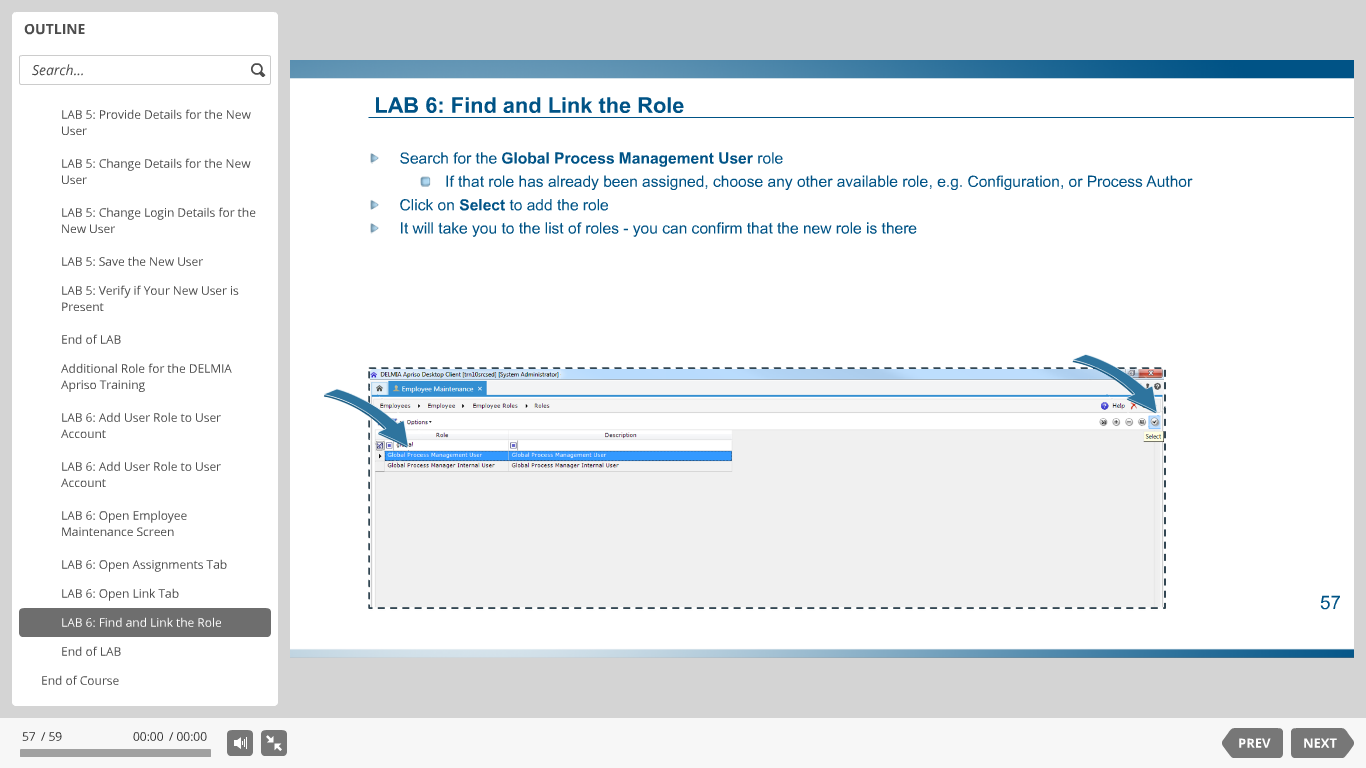 OUTLINE
Search...
LAB 5: Provide Details for the New
User
LAB 5: Change Details for the New
User
LAB 5: Change Login Details for the
New User
LAB 5: Save the New User
LAB 5: Verify if Your New User is
Present
End of LAB
Additional Role for the DELMIA
Apriso Training
LAB 6: Add User Role to User
Account
LAB 6: Add User Role to User
Account
LAB 6: Open Employee
Maintenance Screen
LAB 6: Open Assignments Tab
LAB 6: Open Link Tab
LAB 6: Find and Link the Role
End of LAB
End of Course
LAB 6: Find and Link the Role
Search for the Global Process Management User role
If that role has already been assigned, choose any other available role, e.g. Configuration, or Process Author
Click on Select to add the role
It will take you to the list of roles - you can confirm that the new role is there
DELMIA Apriso Desktop Client [trn10srcsed] [System Administrator]
Employee Maintenance
Employees Employee Employee Roles Roles
Help
Options
Select
Role Description
Global Process Management User Global Process Management User
Global Process Manager Internal User Global Process Manager Internal User
57
57 / 59 00:00 / 00:00
PREV NEXT